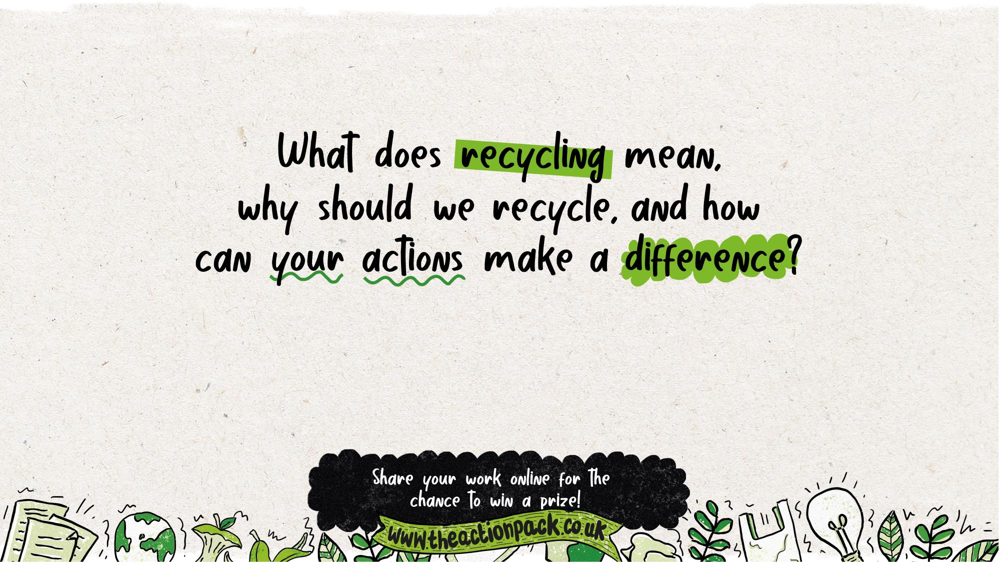 What does recycling mean,
why should we recycle, and how
can your actions make a difference?
Share your work online for the
chance to win a prize!
www.theactionpack.co.uk